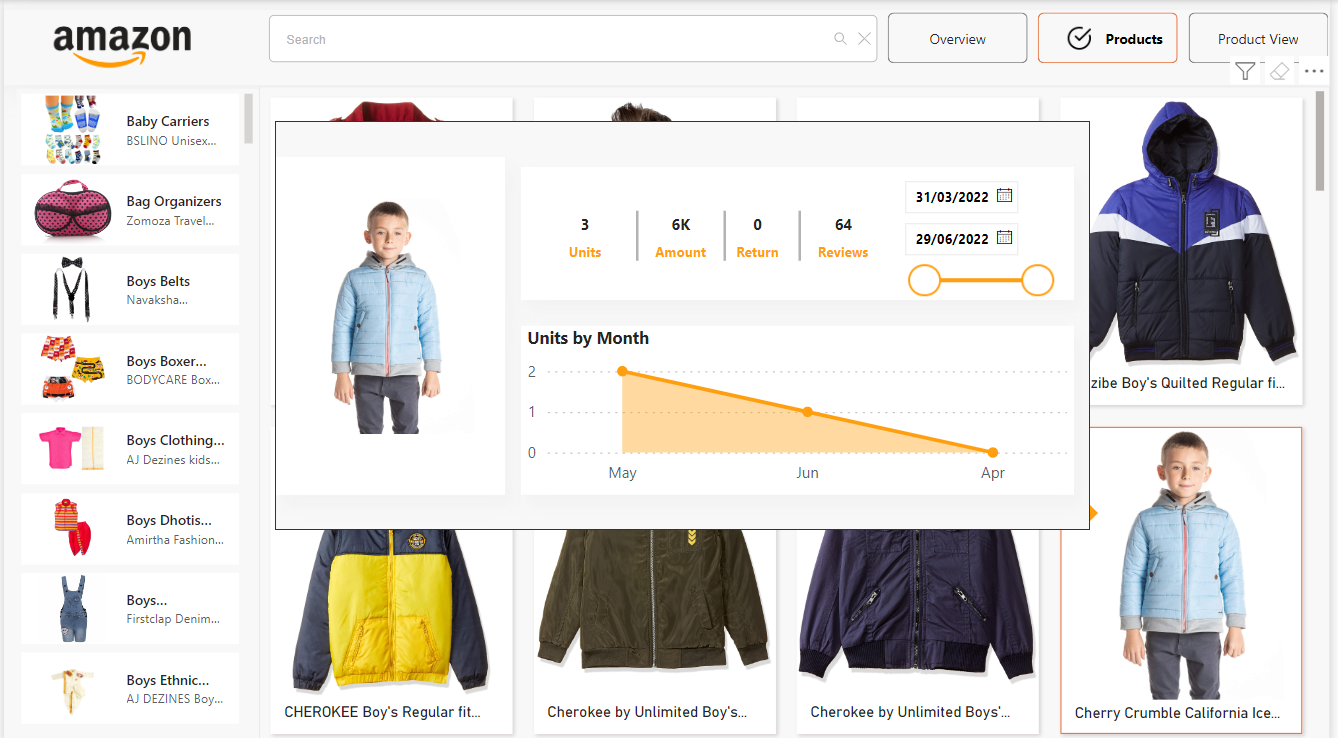 amazon
Search
Overview
Products
Product View
Baby Carriers
BSLINO Unisex...
Bag Organizers
Zomoza Travel...
Boys Belts
Navaksha...
Boys Boxer...
BODYCARE Box...
Boys Clothing...
AJ Dezines kids...
Boys Dhotis...
Amirtha Fashion...
Boys...
Firstclap Denim...
Boys Ethnic...
AJ DEZINES Boy...
3
Units
6K
Amount
0
Return
64
Reviews
31/03/2022
29/06/2022
Units by Month
2
1
0
May
Jun
Apr
zibe Boy's Quilted Regular fi...
CHEROKEE Boy's Regular fit...
Cherokee by Unlimited Boy's...
Cherokee by Unlimited Boys'...
Cherry Crumble California Ice...